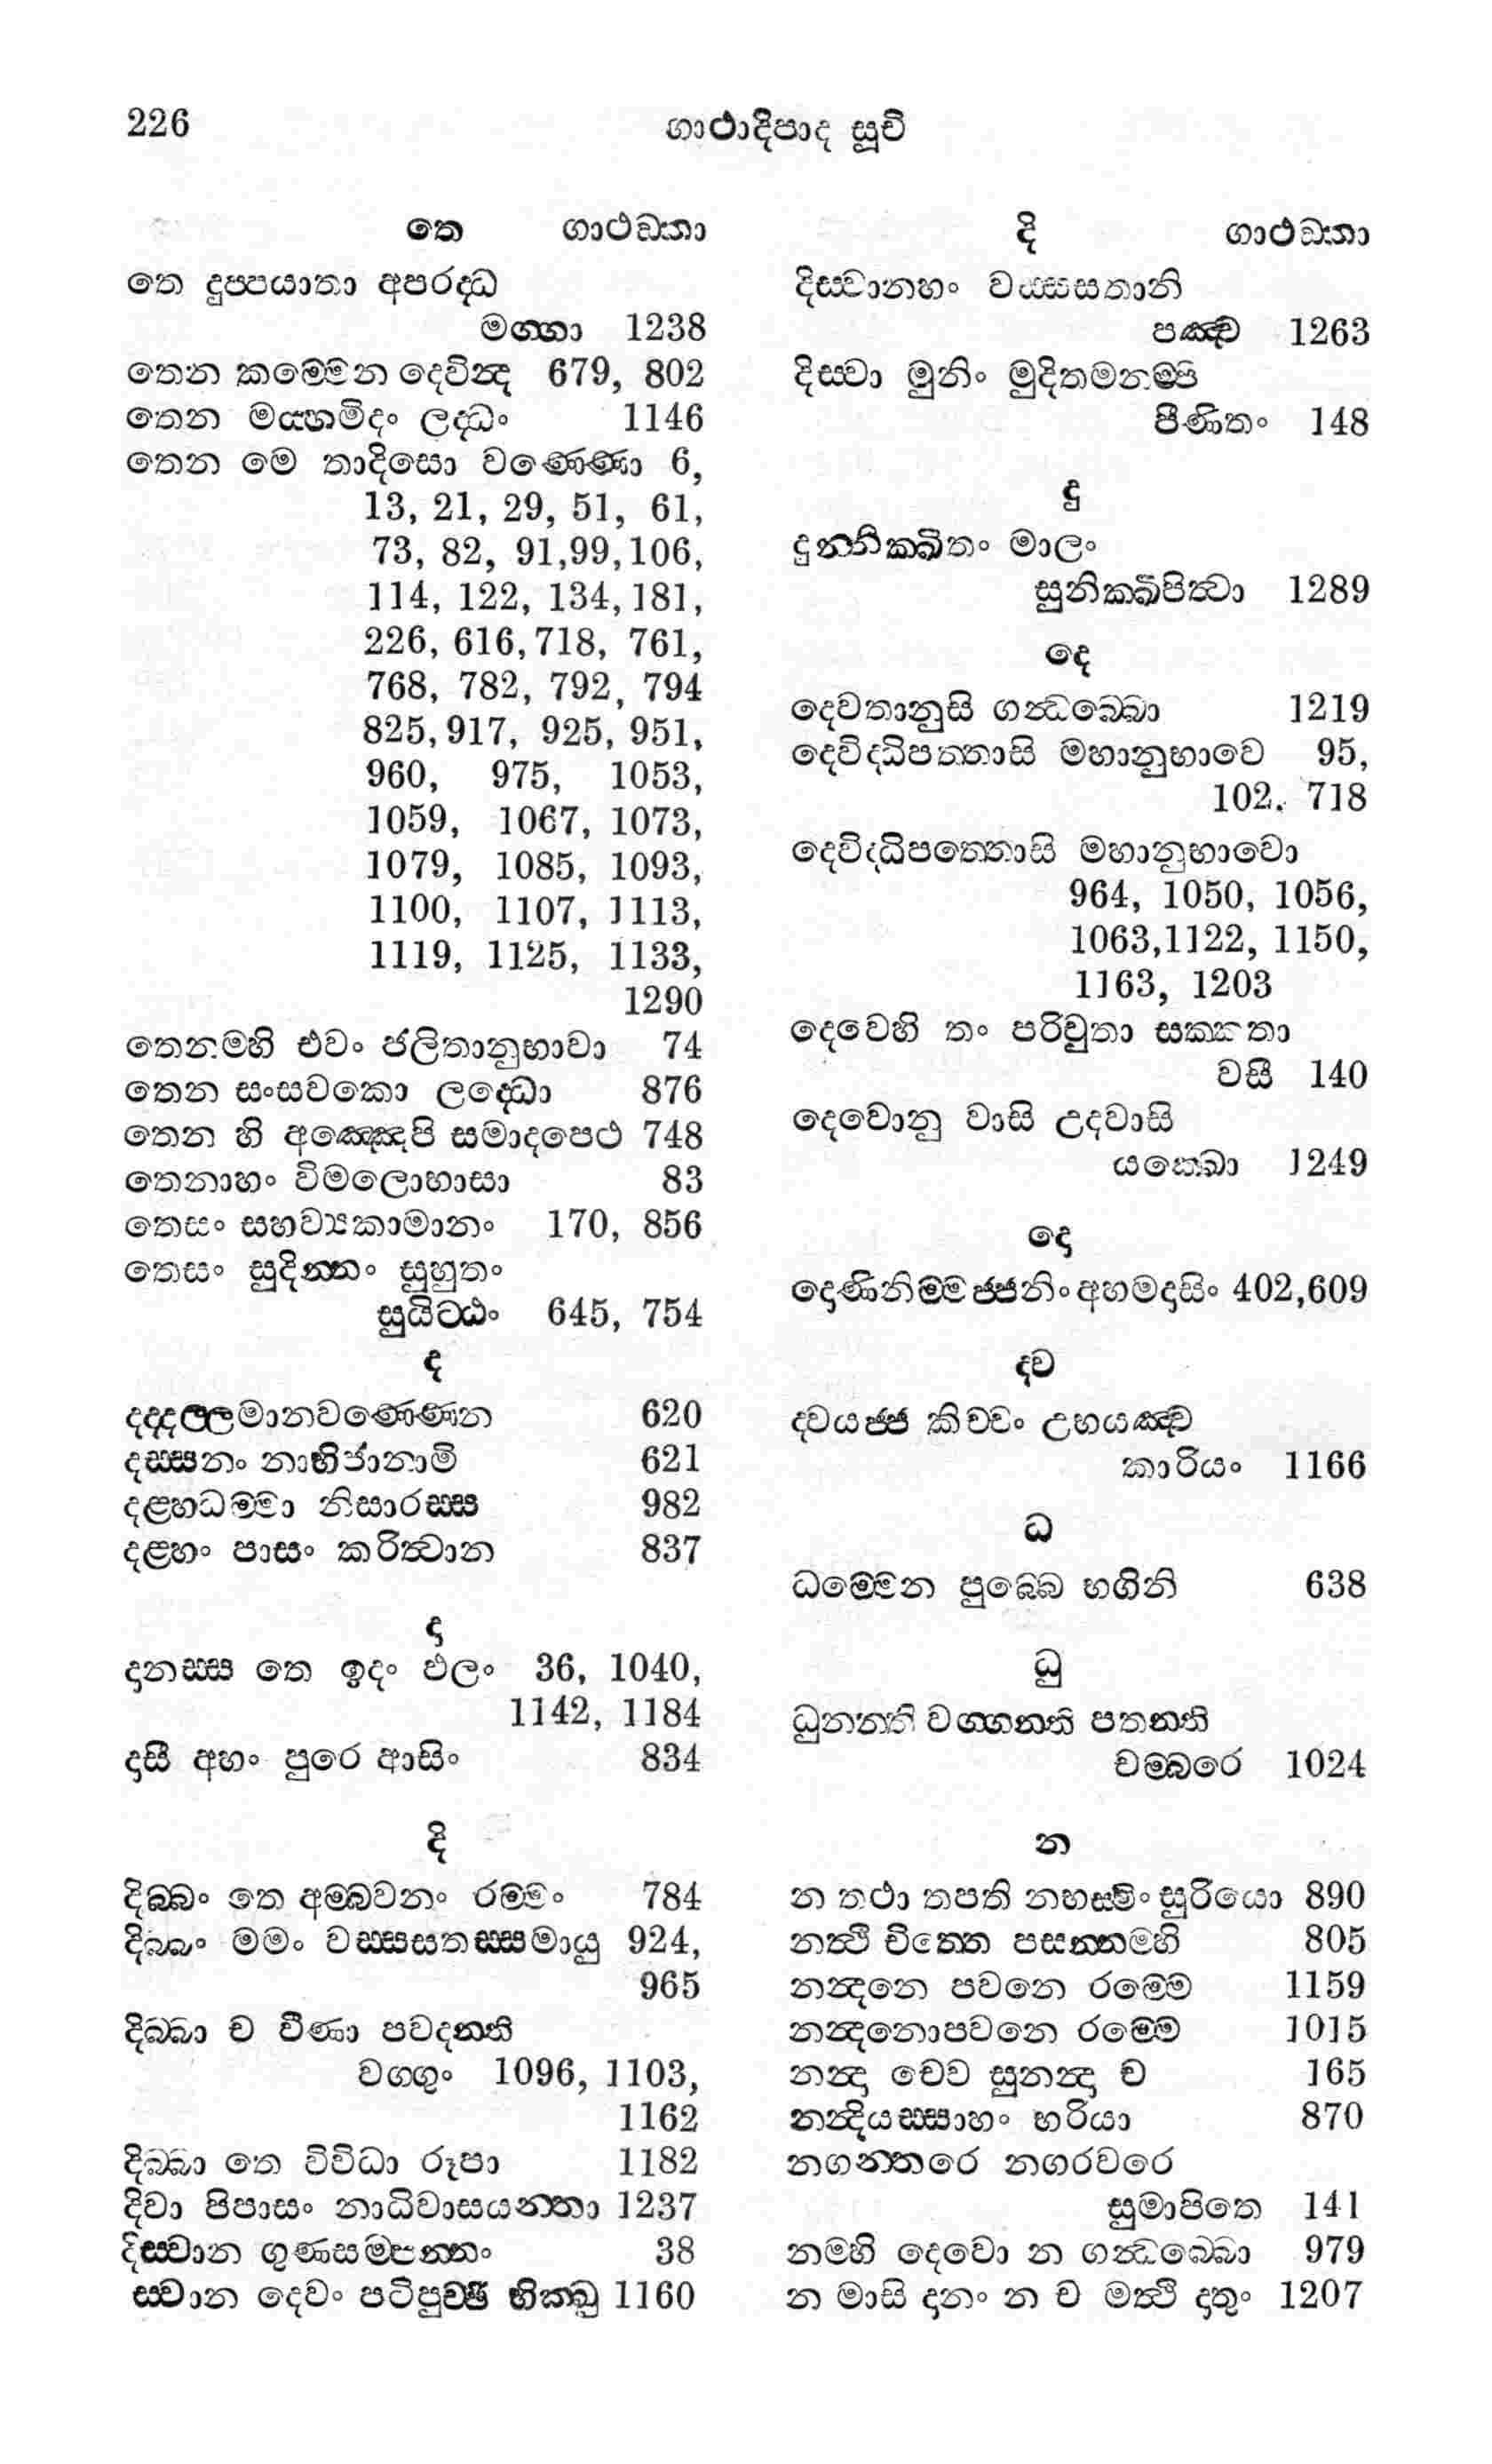 226
ගාථාදිපාද සූචි
තෙ ගාථඞ්කා
තෙ දුප්පයාතා අපරද්ධ
මග්ගා 1238
තෙන කම්මෙන දෙවින්ද 679, 802
තෙන මය්හමිදං ලද්ධං 1146
තෙන මෙ තාදිසො වණ්ණො 6,
13, 21, 29, 51, 61,
73, 82, 91,99,106,
114, 122, 134, 181,
226, 616, 718, 761,
768, 782, 792, 794
825, 917, 925, 951,
960, 975, 1053,
1059, 1067, 1073,
1079, 1085, 1093,
1100, 1107, 1113,
1119, 1125, 1133,
1290
තෙනම්හි එවං ජලිතානුභාවා 74
තෙන සංසවකො ලද්ධො 876
තෙන හි අඤ්ඤෙපි සමාදපෙථ 748
තෙනාහං විමලොභාසා 83
තෙසං සහව්‍යකාමානං 170, 856
තෙසං සුදින්නං සුහුතං
සුයිට්ඨං 645, 754
ද
දද්දල්ලමානවණ්ණෙන 620
දස්සනං නාභිජානාමි 621
දළ්හධම්මා නිසාරස්ස 982
දළ්හං පාසං කරිත්වාන 837
දා
දානස්ස තෙ ඉදං ඵලං 36, 1040,
1142, 1184
දාසී අහං පුරෙ ආසිං 834
දි
දිබ්බං තෙ අම්බවනං රම්මං 784
දිබ්බං මමං වස්සසතස්සමායු 924,
965
දිබ්බා ච වීණා පවදන්ති
වග්ගුං 1096, 1103,
1162
දිබ්බා තෙ විවිධා රූපා 1182
දිවා පිපාසං නාධිවාසයන්තා 1237
දිස්වාන ගුණසම්පන්නං 38
ස්වාන දෙවං පටිපුච්ඡි භික්ඛු 1160
දි ගාථඞ්කා
දිස්වානහං වස්සසතානි
පඤ්ච 1263
දිස්වා මුනිං මුදිතමනම්පි
පීණිතං 148
දු
දුන්නික්ඛිතං මාලං
සුනික්ඛිපිත්වා 1289
දෙ
දෙවතානුසි ගන්ධබ්බො 1219
දෙවිද්ධිපත්තාසි මහානුභාවෙ 95,
102. 718
දෙවිද්ධිපත්තොසි මහානුභාවො
964, 1050, 1056,
1063,1122, 1150,
1163, 1203
දෙවෙහි තං පරිවුතා සක්කතා
වසී 140
දෙවොනු වාසි උදවාසි
යක්ඛො 1249
දො
දොණිනිම්මජ්ජනිං අහමදාසිං 402,609
ද්ව
ද්වයජ්ජ කිච්චං උභයඤ්ච
කාරියං 1166
ධ
ධම්මෙන පුබ්බෙ භගිනි 638
ධු
ධුනන්ති වග්ගන්ති පතන්ති
චම්බරෙ 1024
න
න තථා තපති නභස්මිං සුරියො 890
නත්ථි චිත්තෙ පසන්නම්හි 805
නන්දනෙ පවනෙ රම්මෙ 1159
නන්දනොපවනෙ රම්මෙ 1015
නන්දා චෙව සුනන්දා ච 165
නන්දියස්සාහං භරියා 870
නගන්තරෙ නගරවරෙ
සුමාපිතෙ 141
නම්හි දෙවො න ගන්ධබ්බො 979
න මාසි දානං න ච මත්ථි දාතුං 1207